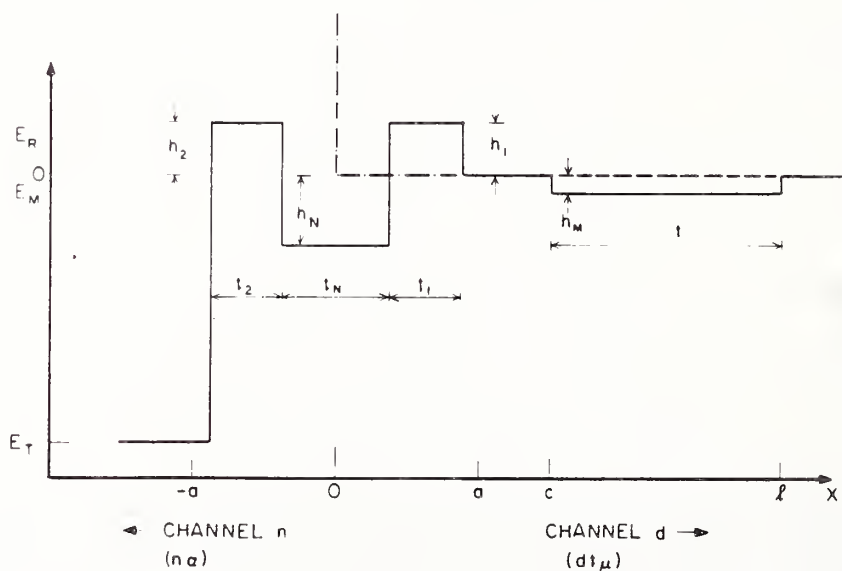 E_R
h_2
h_1
O
E_M
h_N
h_M
t
t_2
t_N
t_1
E_T
-a
O
a
c
ℓ
x
CHANNEL n
CHANNEL d
(nα)
(dtμ)